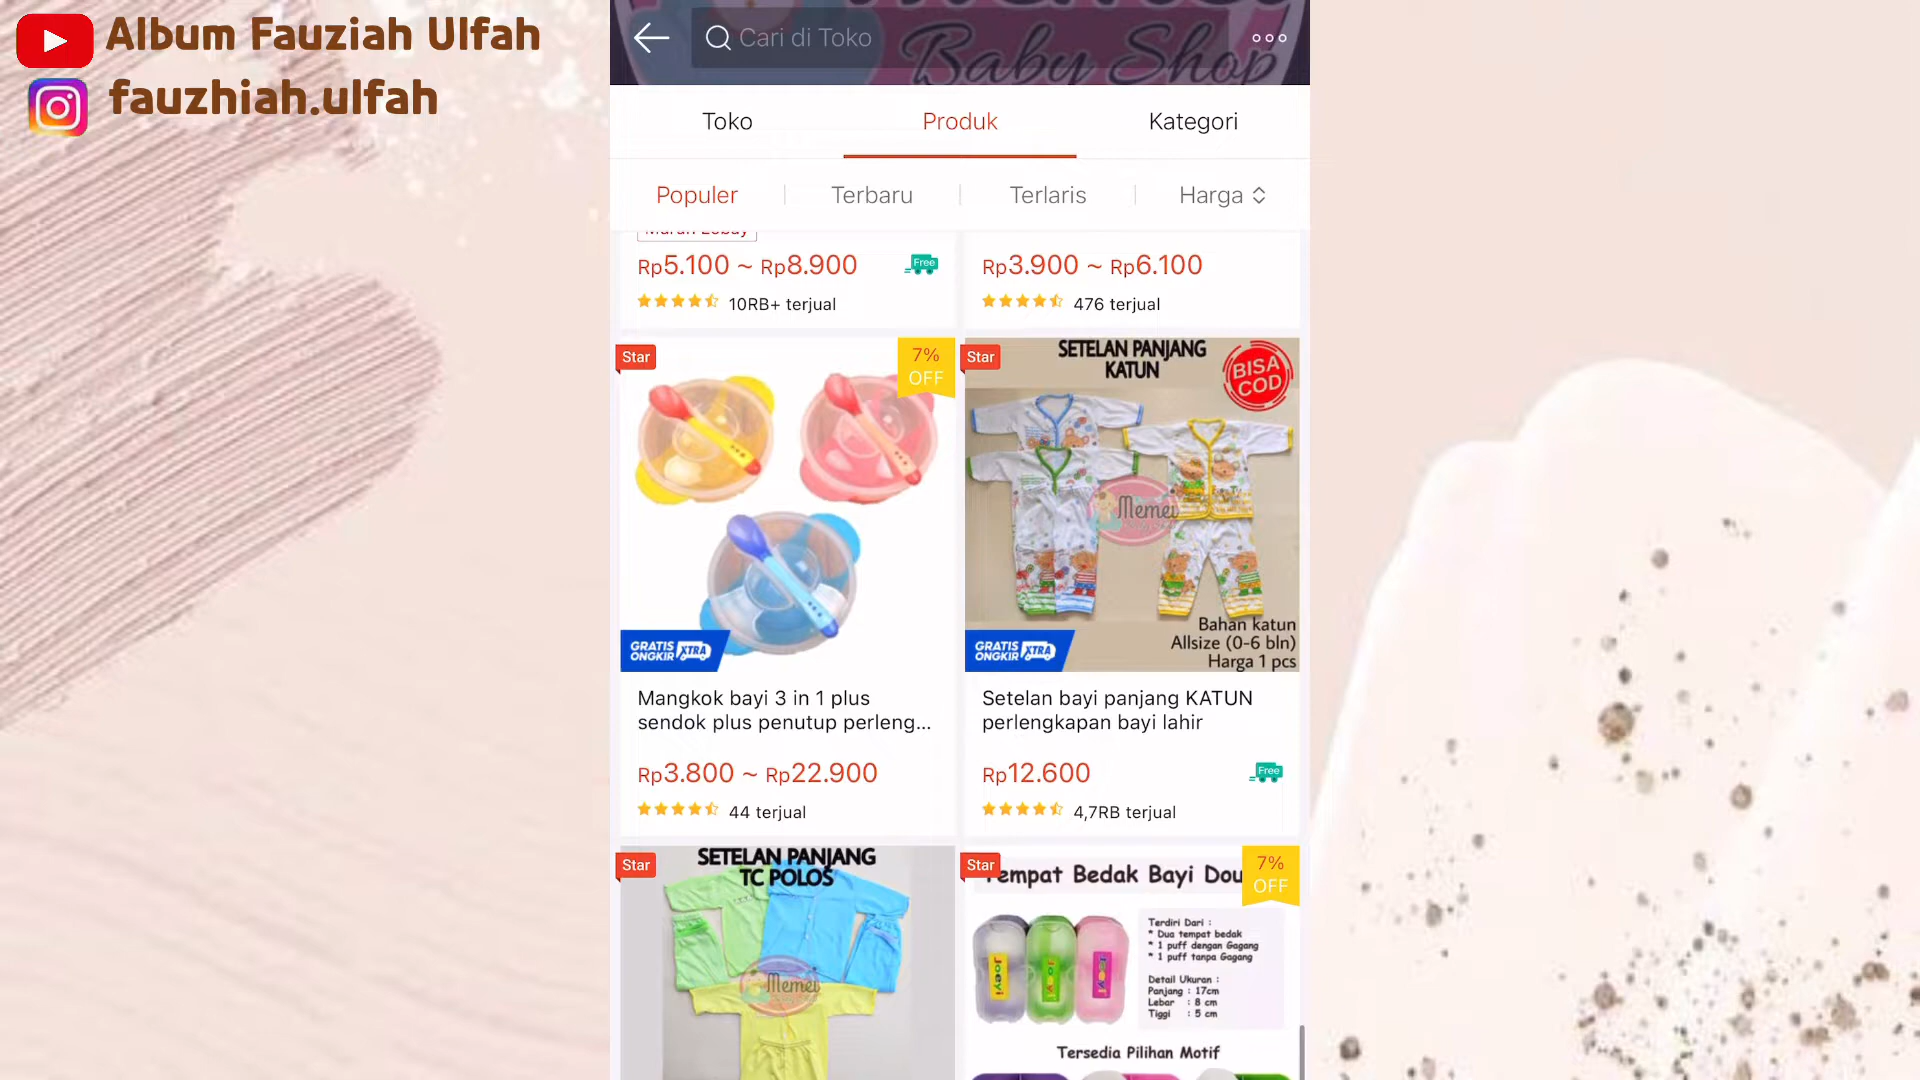 Album Fauziah Ulfah
fauzhiah.ulfah
Cari di Toko
Baby Shop
Toko
Produk
Kategori
Populer
Terbaru
Terlaris
Harga
Rp5.100 ~ Rp8.900
Free
10RB+ terjual
Rp3.900 ~ Rp6.100
476 terjual
Star
7%
OFF
GRATIS
ONGKIR XTRA
Mangkok bayi 3 in 1 plus
sendok plus penutup perleng...
Rp3.800 ~ Rp22.900
44 terjual
Star
SETELAN PANJANG
KATUN
BISA
COD
Memei
Bahan katun
Allsize (0-6 bln)
Harga 1 pcs
GRATIS
ONGKIR XTRA
Setelan bayi panjang KATUN
perlengkapan bayi lahir
Rp12.600
Free
4,7RB terjual
Star
SETELAN PANJANG
TC POLOS
Memei
Star
7%
OFF
Tempat Bedak Bayi Dou
Joeyi
Joeyi
Joeyi
Terdiri Dari :
* Dua tempat bedak
* 1 puff dengan Gagang
* 1 puff tanpa Gagang
Detail Ukuran :
Panjang : 17cm
Lebar : 8 cm
Tiggi : 5 cm
Tersedia Pilihan Motif